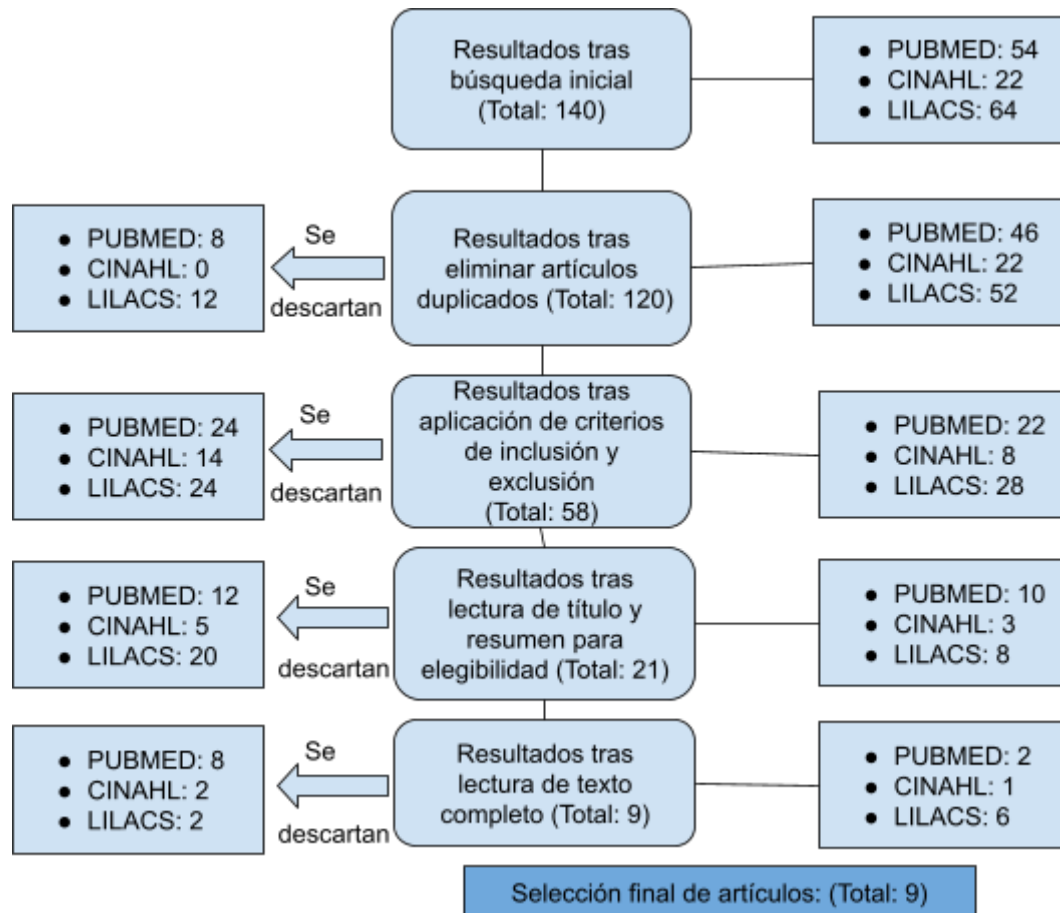 Resultados tras
búsqueda inicial
(Total: 140)
● PUBMED: 54
● CINAHL: 22
● LILACS: 64
● PUBMED: 8
● CINAHL: 0
● LILACS: 12
Se
descartan
Resultados tras
eliminar artículos
duplicados (Total: 120)
● PUBMED: 46
● CINAHL: 22
● LILACS: 52
● PUBMED: 24
● CINAHL: 14
● LILACS: 24
Se
descartan
Resultados tras
aplicación de criterios
de inclusión y
exclusión
(Total: 58)
● PUBMED: 22
● CINAHL: 8
● LILACS: 28
● PUBMED: 12
● CINAHL: 5
● LILACS: 20
Se
descartan
Resultados tras
lectura de título y
resumen para
elegibilidad (Total: 21)
● PUBMED: 10
● CINAHL: 3
● LILACS: 8
● PUBMED: 8
● CINAHL: 2
● LILACS: 2
Se
descartan
Resultados tras
lectura de texto
completo (Total: 9)
● PUBMED: 2
● CINAHL: 1
● LILACS: 6
Selección final de artículos: (Total: 9)